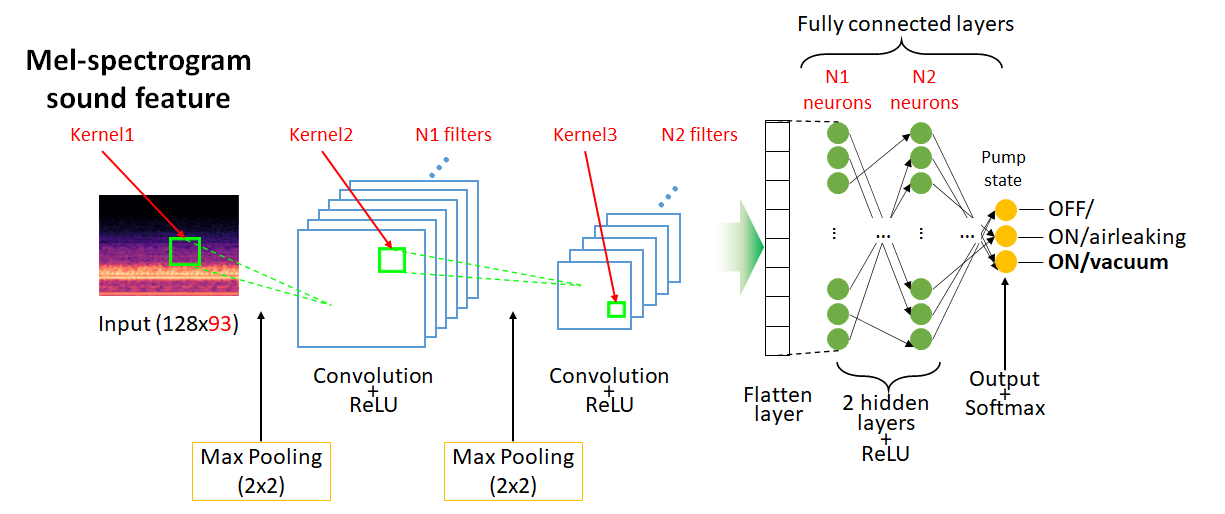 Fully connected layers
Mel-spectrogram
sound feature
N1
neurons
N2
neurons
Kernel1
Kernel2
N1 filters
Kernel3
N2 filters
Pump
state
OFF/
ON/airleaking
ON/vacuum
...
...
...
...
Input (128x93)
Convolution
+
ReLU
Convolution
+
ReLU
Flatten
layer
2 hidden
layers
+
ReLU
Output
+
Softmax
Max Pooling
(2x2)
Max Pooling
(2x2)